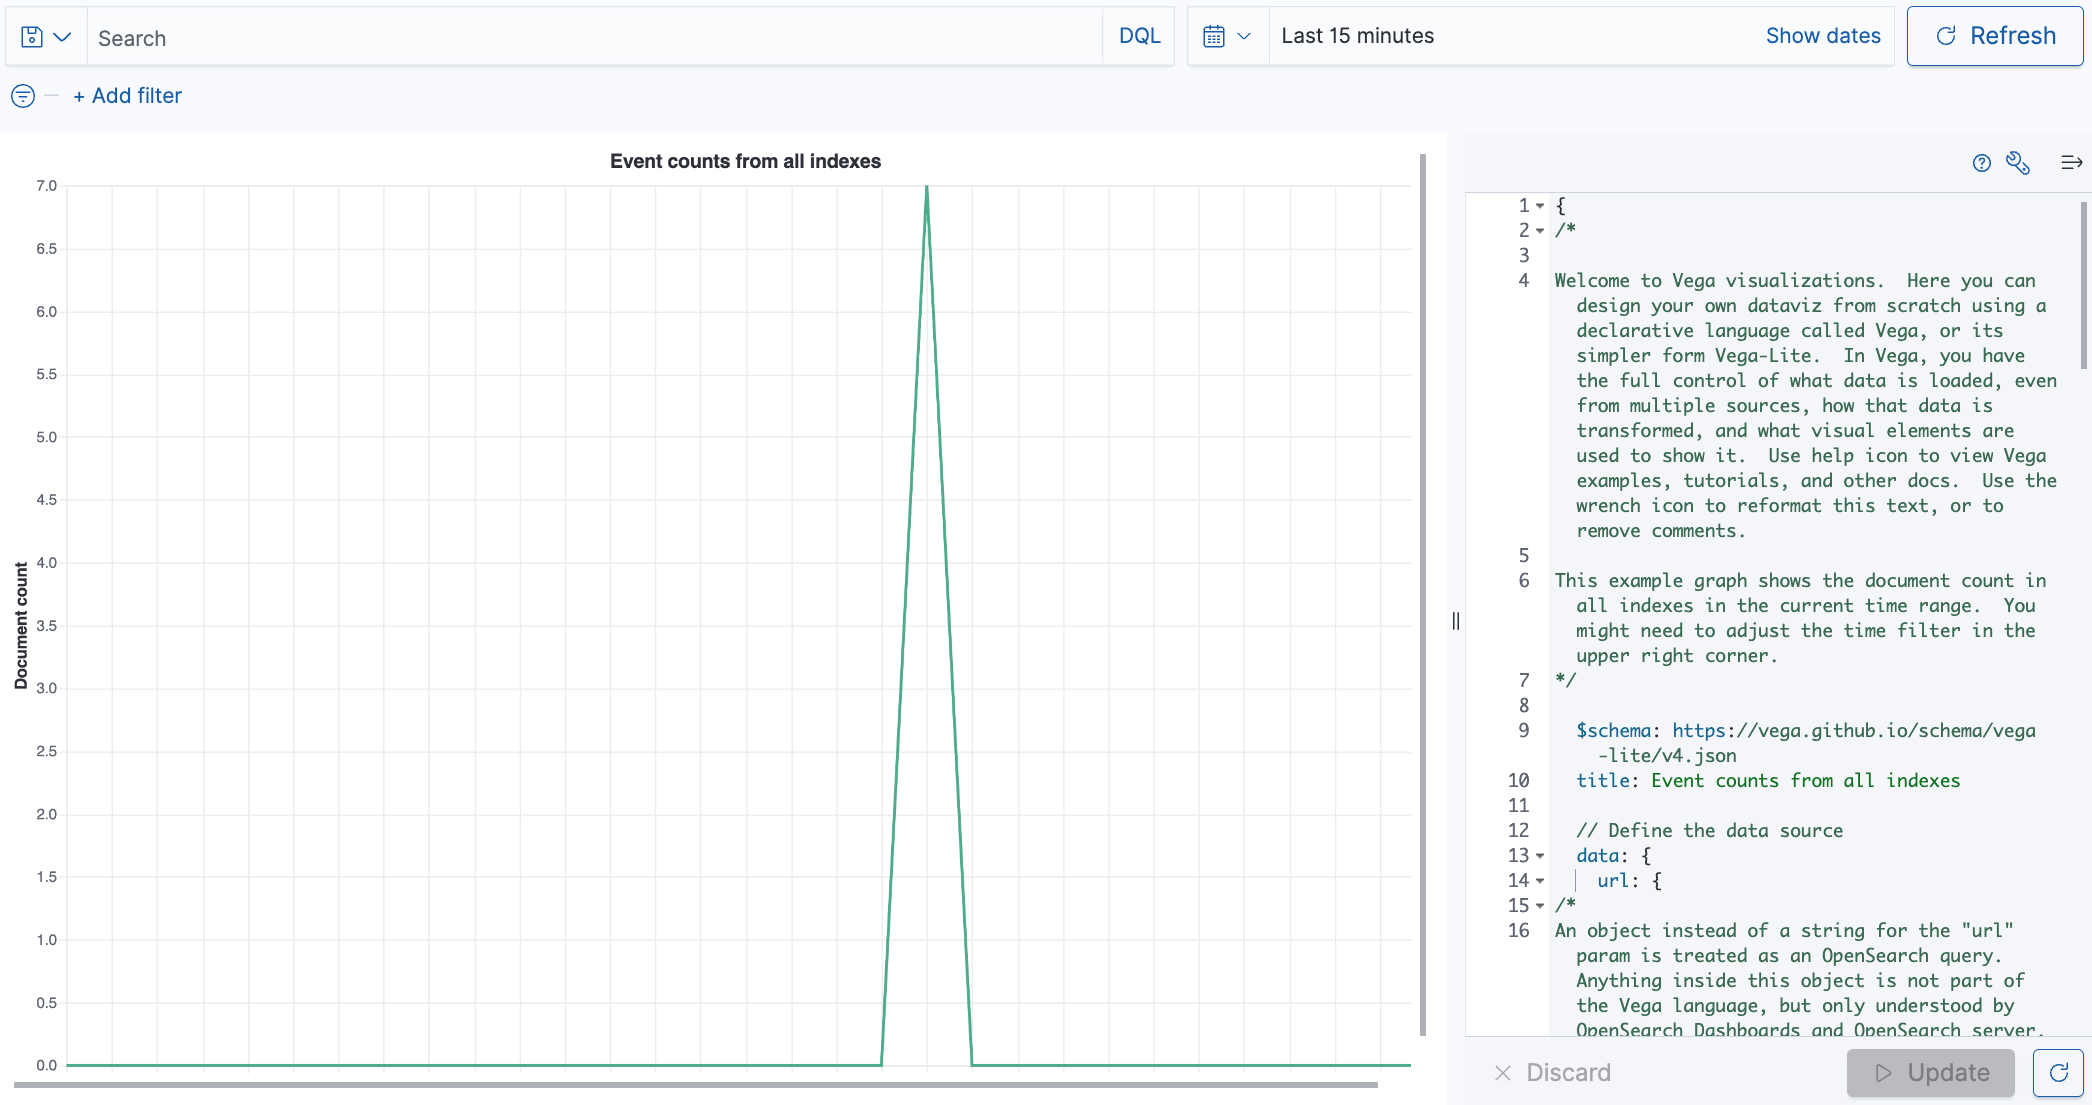 Search
DQL
Last 15 minutes
Show dates
Refresh
+ Add filter
Event counts from all indexes
7.0
6.5
6.0
5.5
5.0
4.5
4.0
3.5
3.0
2.5
2.0
1.5
1.0
0.5
0.0
Document count
1 {
2 /*
3
4 Welcome to Vega visualizations.  Here you can
design your own dataviz from scratch using a
declarative language called Vega, or its
simpler form Vega-Lite.  In Vega, you have
the full control of what data is loaded, even
from multiple sources, how that data is
transformed, and what visual elements are
used to show it.  Use help icon to view Vega
examples, tutorials, and other docs.  Use the
wrench icon to reformat this text, or to
remove comments.
5
6 This example graph shows the document count in
all indexes in the current time range.  You
might need to adjust the time filter in the
upper right corner.
7 */
8
9 $schema: https://vega.github.io/schema/vega
-lite/v4.json
10 title: Event counts from all indexes
11
12 // Define the data source
13 data: {
14 url: {
15 /*
16 An object instead of a string for the "url"
param is treated as an OpenSearch query.
Anything inside this object is not part of
the Vega language, but only understood by
OpenSearch Dashboards and OpenSearch server.
Discard
Update